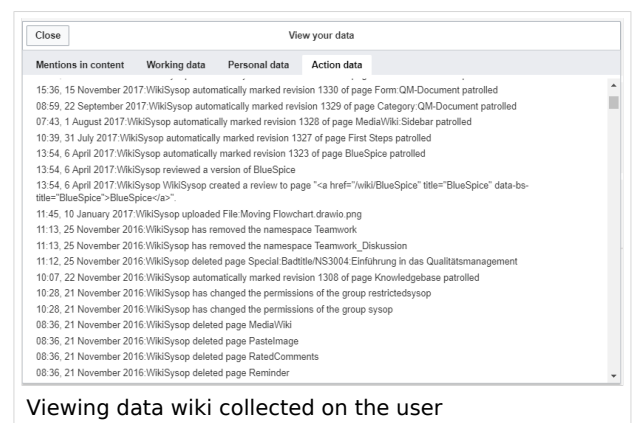 Close
View your data
Mentions in content
Working data
Personal data
Action data
15:36, 15 November 2017:WikiSysop automatically marked revision 1330 of page Form:QM-Document patrolled
08:59, 22 September 2017:WikiSysop automatically marked revision 1329 of page Category:QM-Document patrolled
07:43, 1 August 2017:WikiSysop automatically marked revision 1328 of page MediaWiki:Sidebar patrolled
10:39, 31 July 2017:WikiSysop automatically marked revision 1327 of page First Steps patrolled
13:54, 6 April 2017:WikiSysop automatically marked revision 1323 of page BlueSpice patrolled
13:54, 6 April 2017:WikiSysop reviewed a version of BlueSpice
13:54, 6 April 2017:WikiSysop WikiSysop created a review to page "<a href="/wiki/BlueSpice" title="BlueSpice" data-bs-
title="BlueSpice">BlueSpice</a>".
11:45, 10 January 2017:WikiSysop uploaded File:Moving Flowchart.drawio.png
11:13, 25 November 2016:WikiSysop has removed the namespace Teamwork
11:13, 25 November 2016:WikiSysop has removed the namespace Teamwork_Diskussion
11:12, 25 November 2016:WikiSysop deleted page Special:Badtitle/NS3004:Einführung in das Qualitätsmanagement
10:07, 22 November 2016:WikiSysop automatically marked revision 1308 of page Knowledgebase patrolled
10:28, 21 November 2016:WikiSysop has changed the permissions of the group restrictedsysop
10:28, 21 November 2016:WikiSysop has changed the permissions of the group sysop
08:36, 21 November 2016:WikiSysop deleted page MediaWiki
08:36, 21 November 2016:WikiSysop deleted page PasteImage
08:36, 21 November 2016:WikiSysop deleted page RatedComments
08:36, 21 November 2016:WikiSysop deleted page Reminder
Viewing data wiki collected on the user